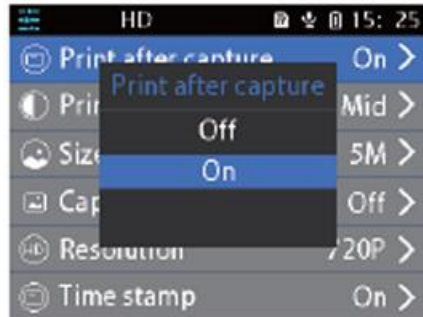 HD 15: 25
Print after capture On
Print after capture
Mid
Off
Size 5M
On
Off
Resolution 720P
Time stamp On